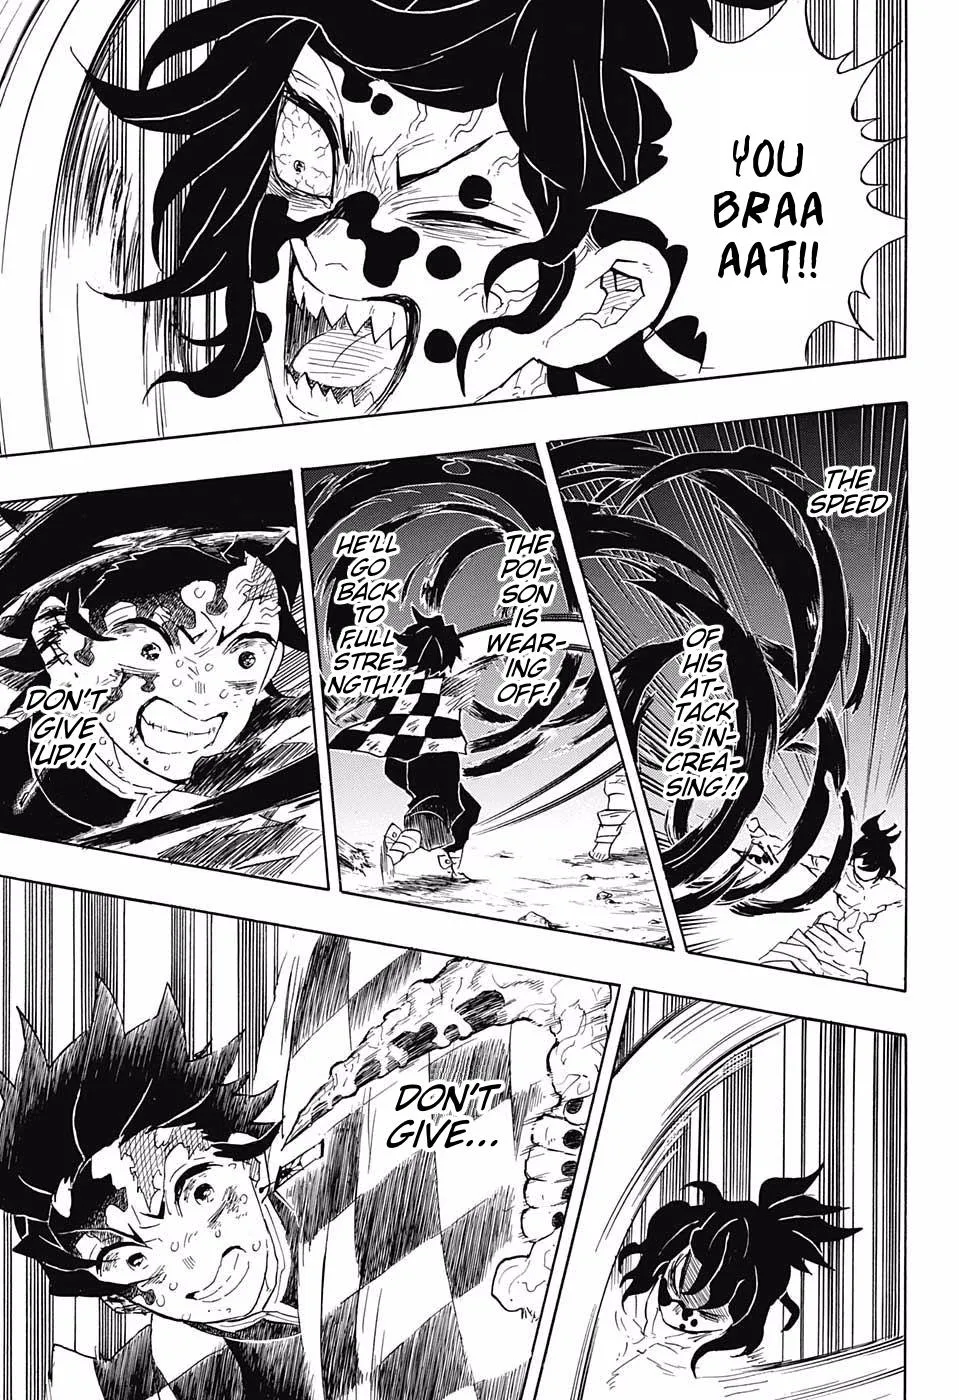 YOU
BRAA
AAT!!
THE
SPEED
OF
HIS
AT-
TACK
IS IN-
CREA-
SING!!
THE
POI-
SON
IS
WEAR-
ING
OFF!
HE'LL
GO
BACK
TO
FULL
STRE-
NGTH!!
DON'T
GIVE
UP!!
DON'T
GIVE...